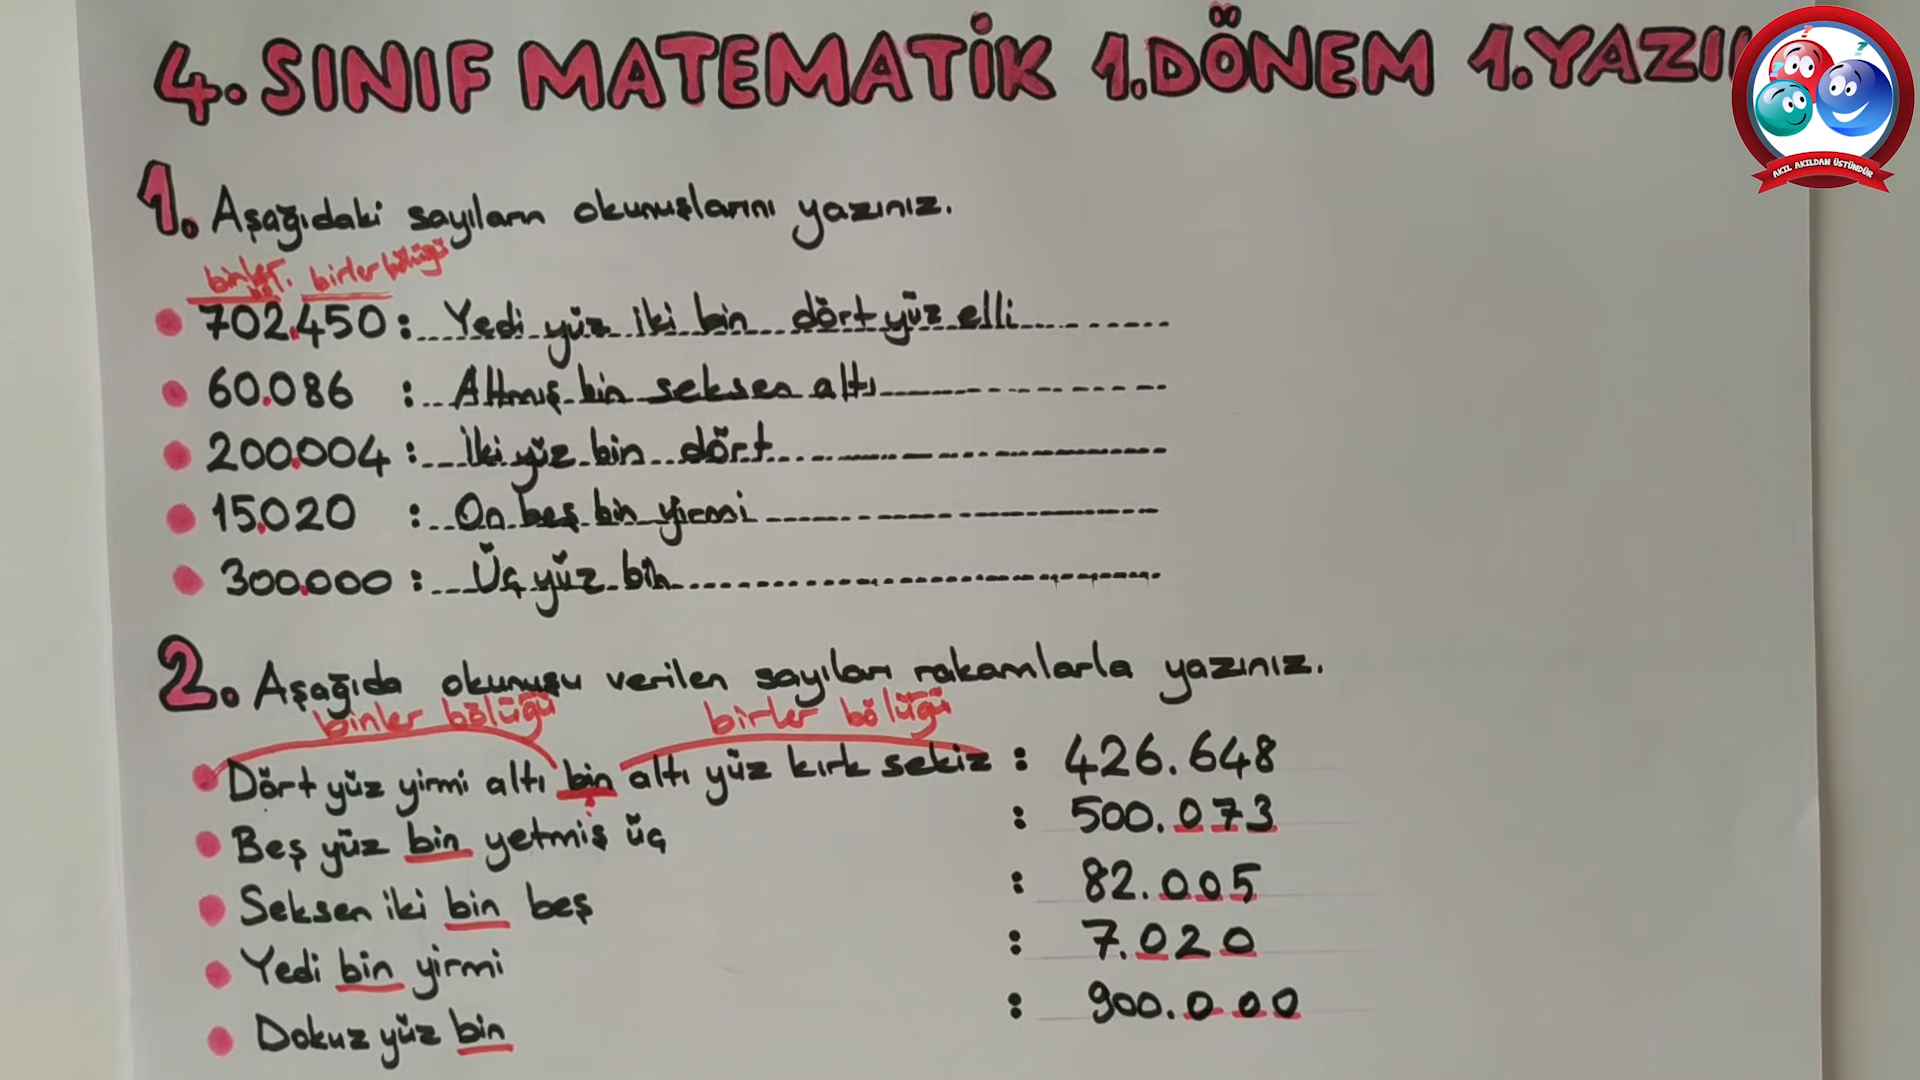 4. SINIF MATEMATİK 1.DÖNEM 1.YAZILI
AKIL AKILDAN ÜSTÜNDÜR
1. Aşağıdaki sayıların okunuşlarını yazınız.
binler böl. birler bölüğü
702.450 : Yedi yüz iki bin dört yüz elli
60.086 : Altmış bin seksen altı
200.004 : İki yüz bin dört
15.020 : On beş bin yirmi
300.000 : Üç yüz bin
2. Aşağıda okunuşu verilen sayıları rakamlarla yazınız.
binler bölüğü birler bölüğü
Dört yüz yirmi altı bin altı yüz kırk sekiz : 426.648
Beş yüz bin yetmiş üç : 500.073
Seksen iki bin beş : 82.005
Yedi bin yirmi : 7.020
Dokuz yüz bin : 900.000